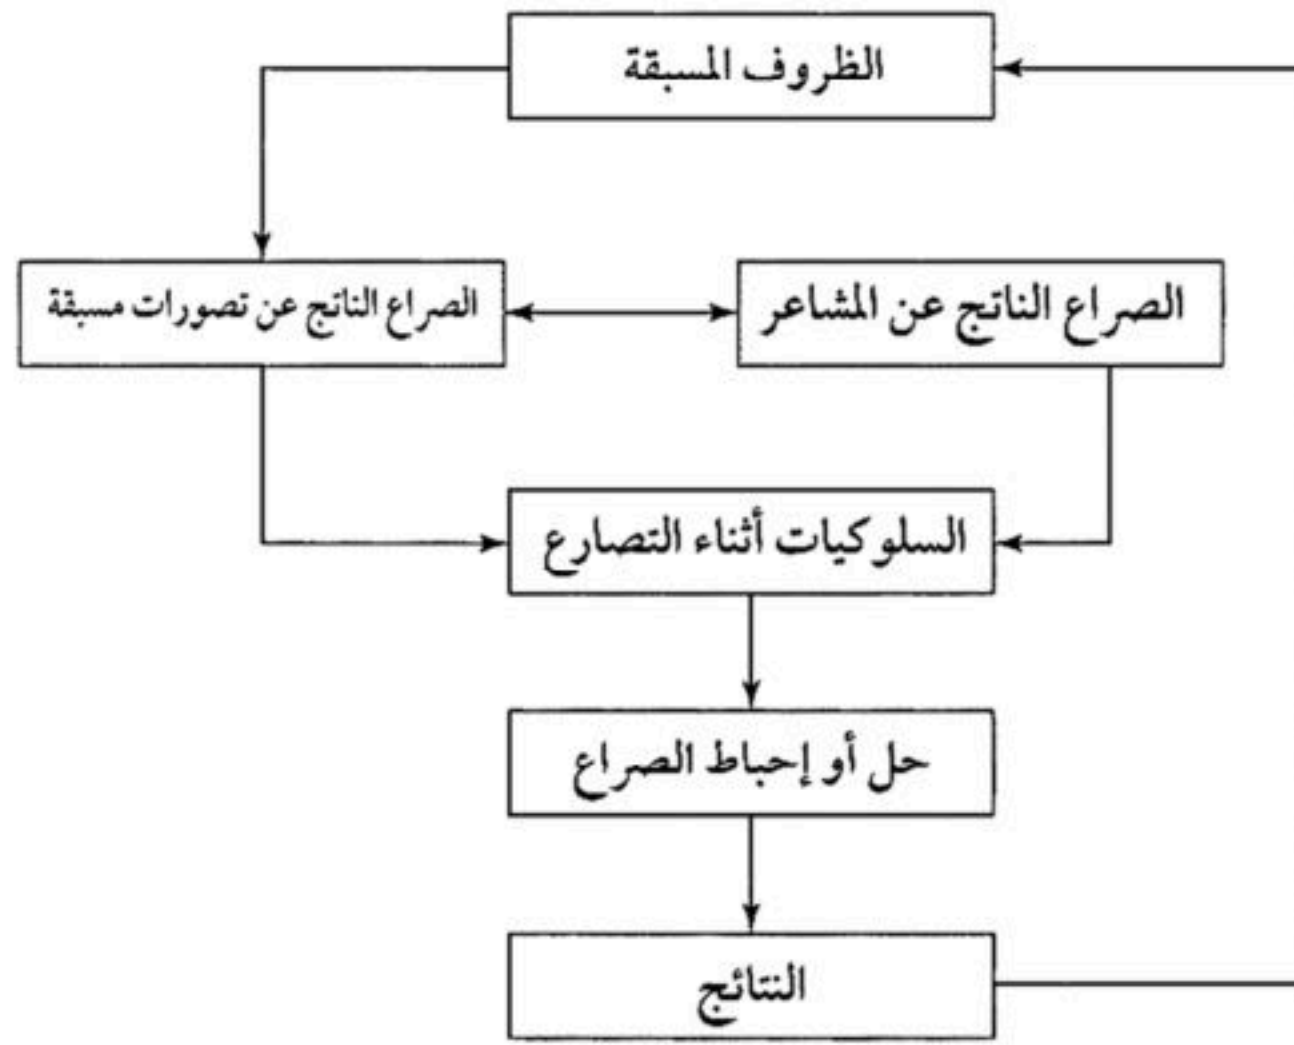 الظروف المسبقة
الصراع الناتج عن المشاعر
الصراع الناتج عن تصورات مسبقة
السلوكيات أثناء التصارع
حل أو إحباط الصراع
النتائج